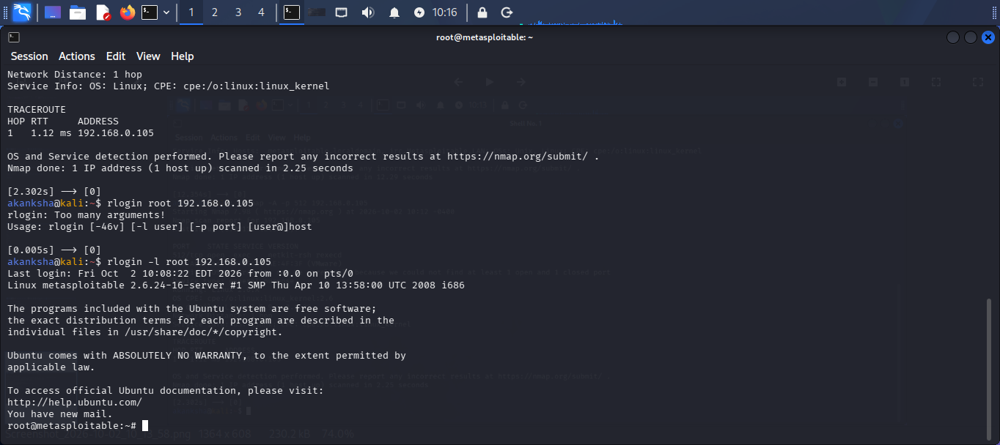 1 2 3 4 10:16
root@metasploitable: ~
Session Actions Edit View Help
Network Distance: 1 hop
Service Info: OS: Linux; CPE: cpe:/o:linux:linux_kernel
TRACEROUTE
HOP RTT     ADDRESS
1   1.12 ms 192.168.0.105
OS and Service detection performed. Please report any incorrect results at https://nmap.org/submit/ .
Nmap done: 1 IP address (1 host up) scanned in 2.25 seconds
[2.302s] —> [0]
akanksha@kali:~$ rlogin root 192.168.0.105
rlogin: Too many arguments!
Usage: rlogin [-46v] [-l user] [-p port] [user@]host
[0.005s] —> [0]
akanksha@kali:~$ rlogin -l root 192.168.0.105
Last login: Fri Oct  2 10:08:22 EDT 2026 from :0.0 on pts/0
Linux metasploitable 2.6.24-16-server #1 SMP Thu Apr 10 13:58:00 UTC 2008 i686
The programs included with the Ubuntu system are free software;
the exact distribution terms for each program are described in the
individual files in /usr/share/doc/*/copyright.
Ubuntu comes with ABSOLUTELY NO WARRANTY, to the extent permitted by
applicable law.
To access official Ubuntu documentation, please visit:
http://help.ubuntu.com/
You have new mail.
root@metasploitable:~#
1364 x 608 230.2 kB 74.0%